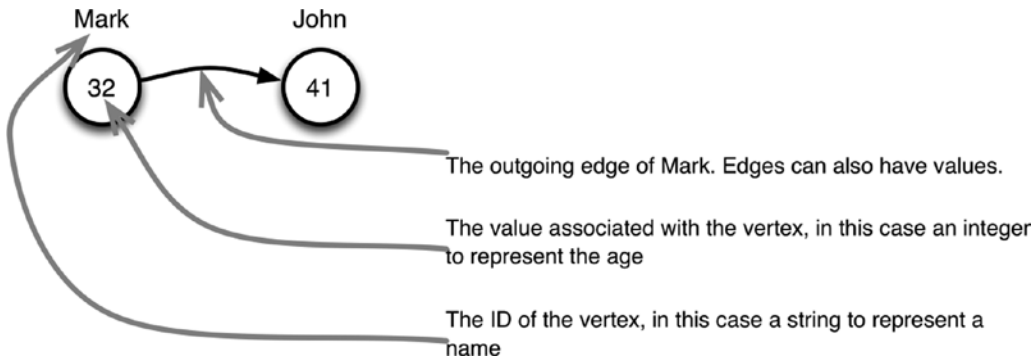 Mark John
32 41
The outgoing edge of Mark. Edges can also have values.
The value associated with the vertex, in this case an integer
to represent the age
The ID of the vertex, in this case a string to represent a
name